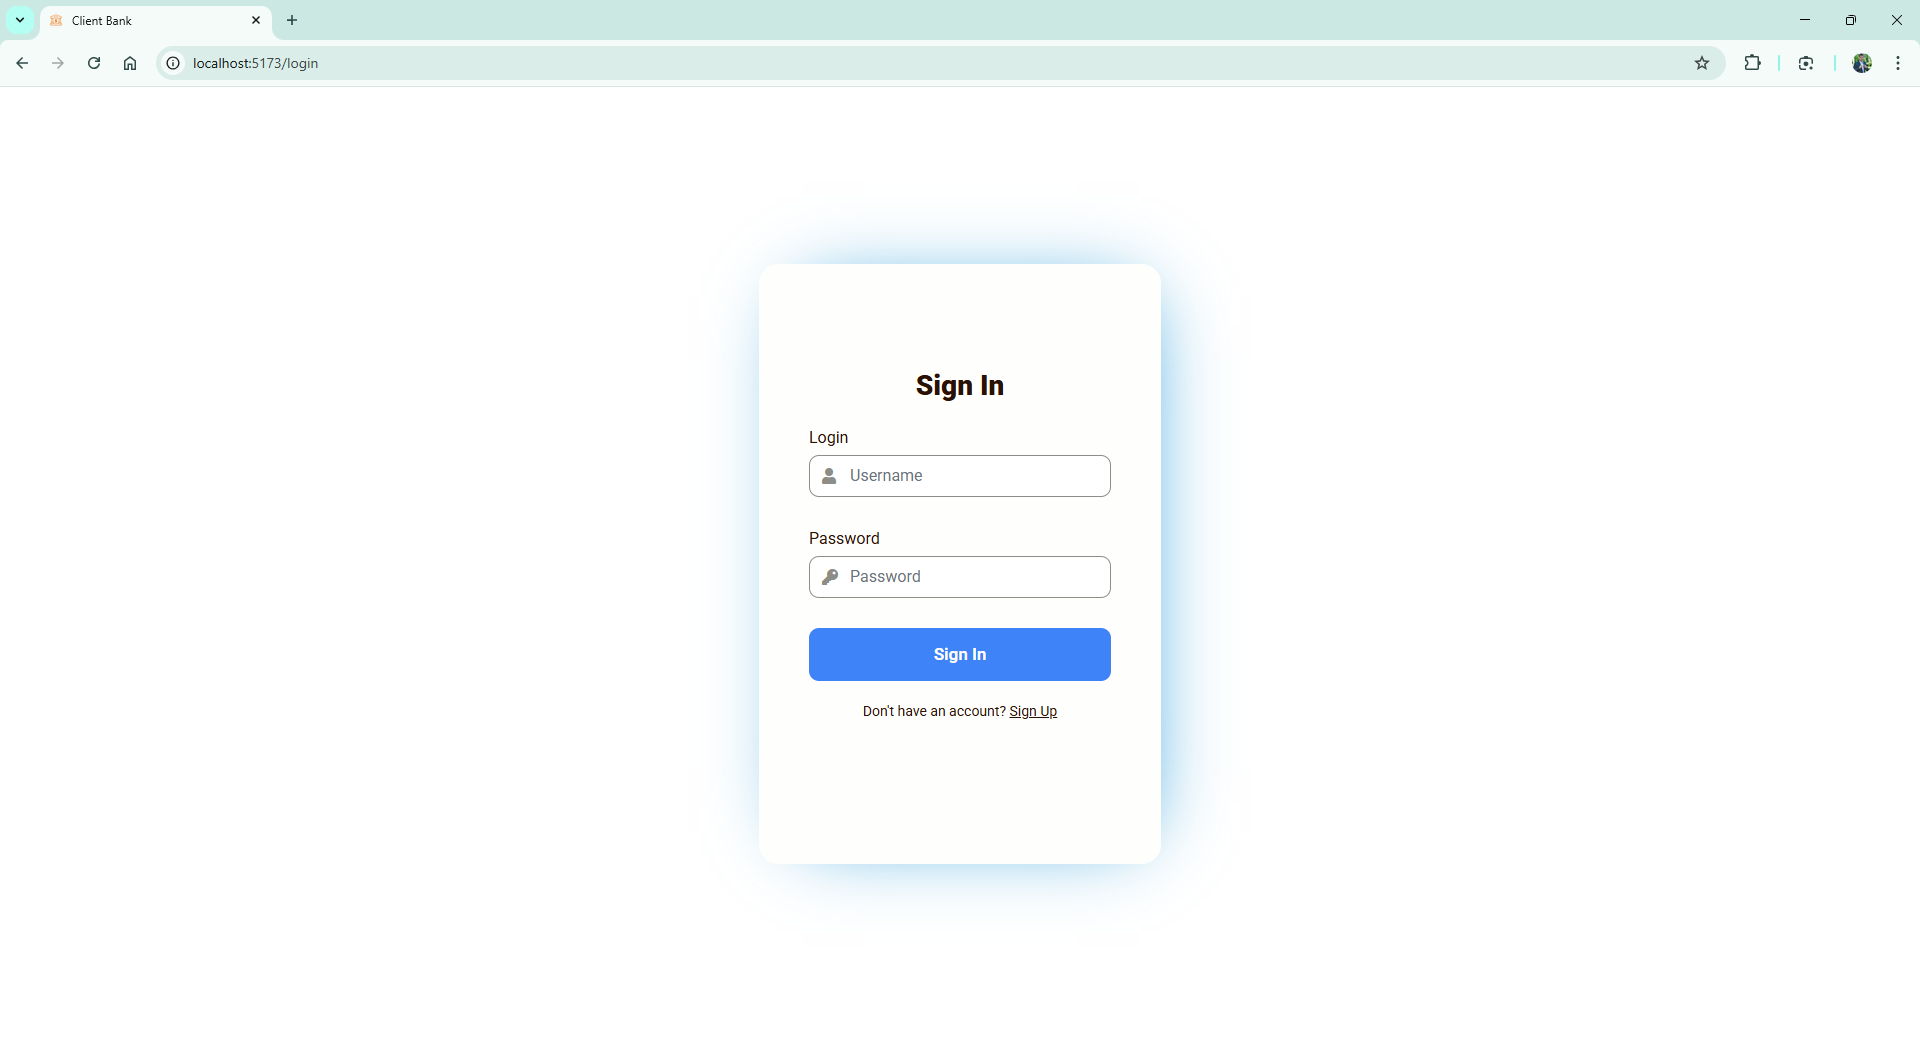 Client Bank
localhost:5173/login
Sign In
Login
Username
Password
Password
Sign In
Don't have an account? Sign Up